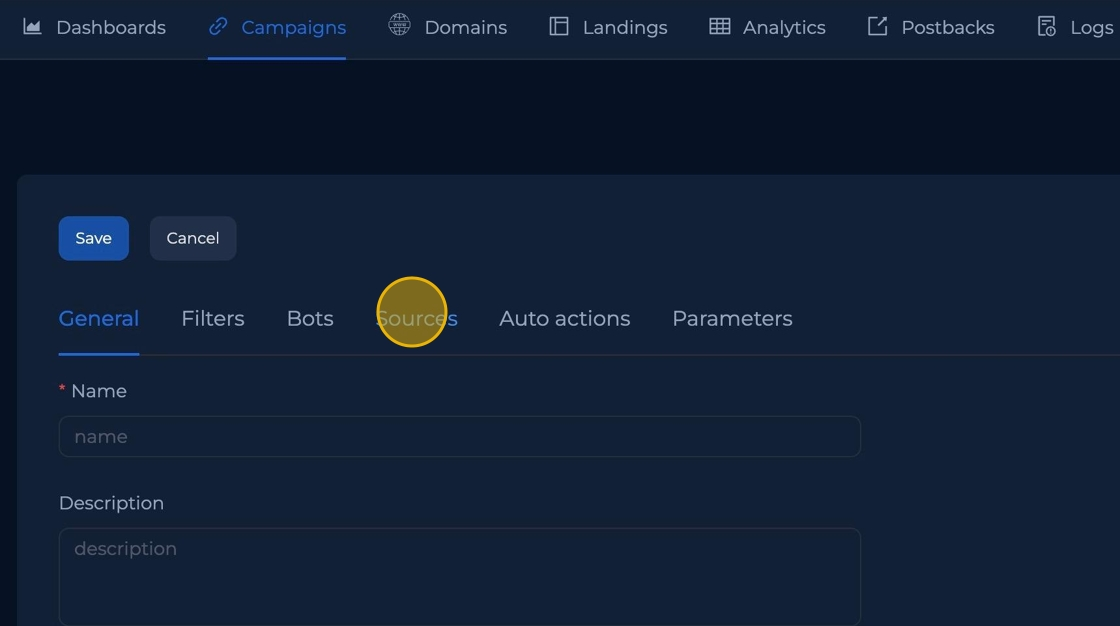 Dashboards Campaigns Domains Landings Analytics Postbacks Logs
Save Cancel
General Filters Bots Sources Auto actions Parameters
* Name
name
Description
description